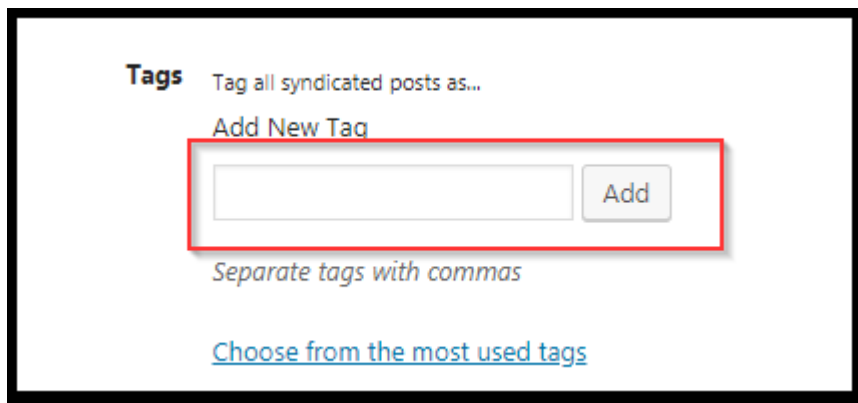 Tags Tag all syndicated posts as...
Add New Tag
Add
Separate tags with commas
Choose from the most used tags